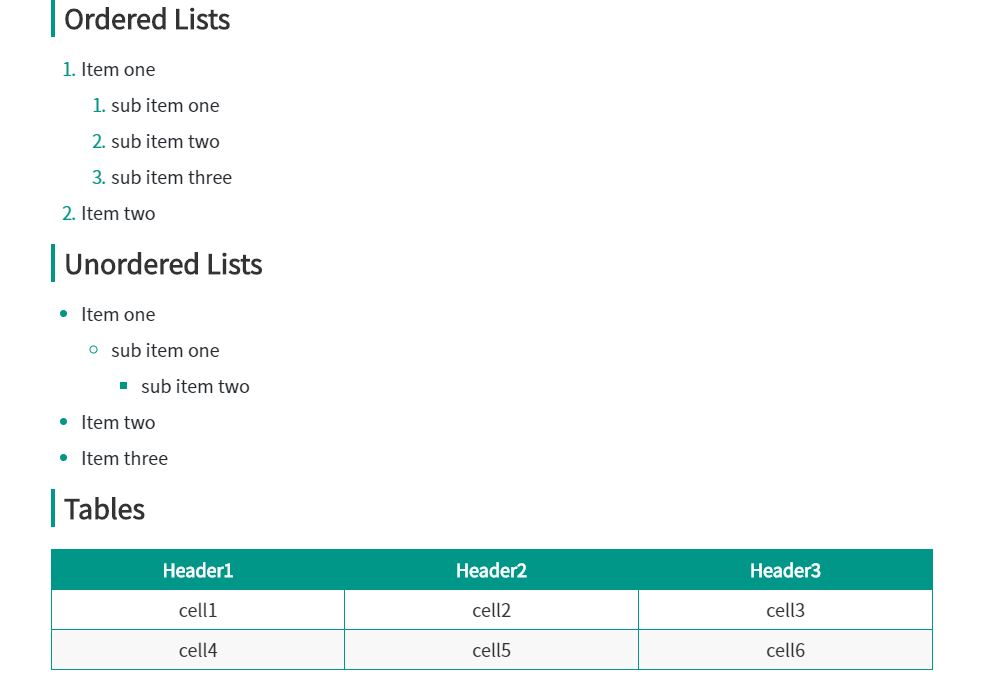 Ordered Lists
1. Item one
1. sub item one
2. sub item two
3. sub item three
2. Item two
Unordered Lists
Item one
sub item one
sub item two
Item two
Item three
Tables
Header1 Header2 Header3
cell1 cell2 cell3
cell4 cell5 cell6